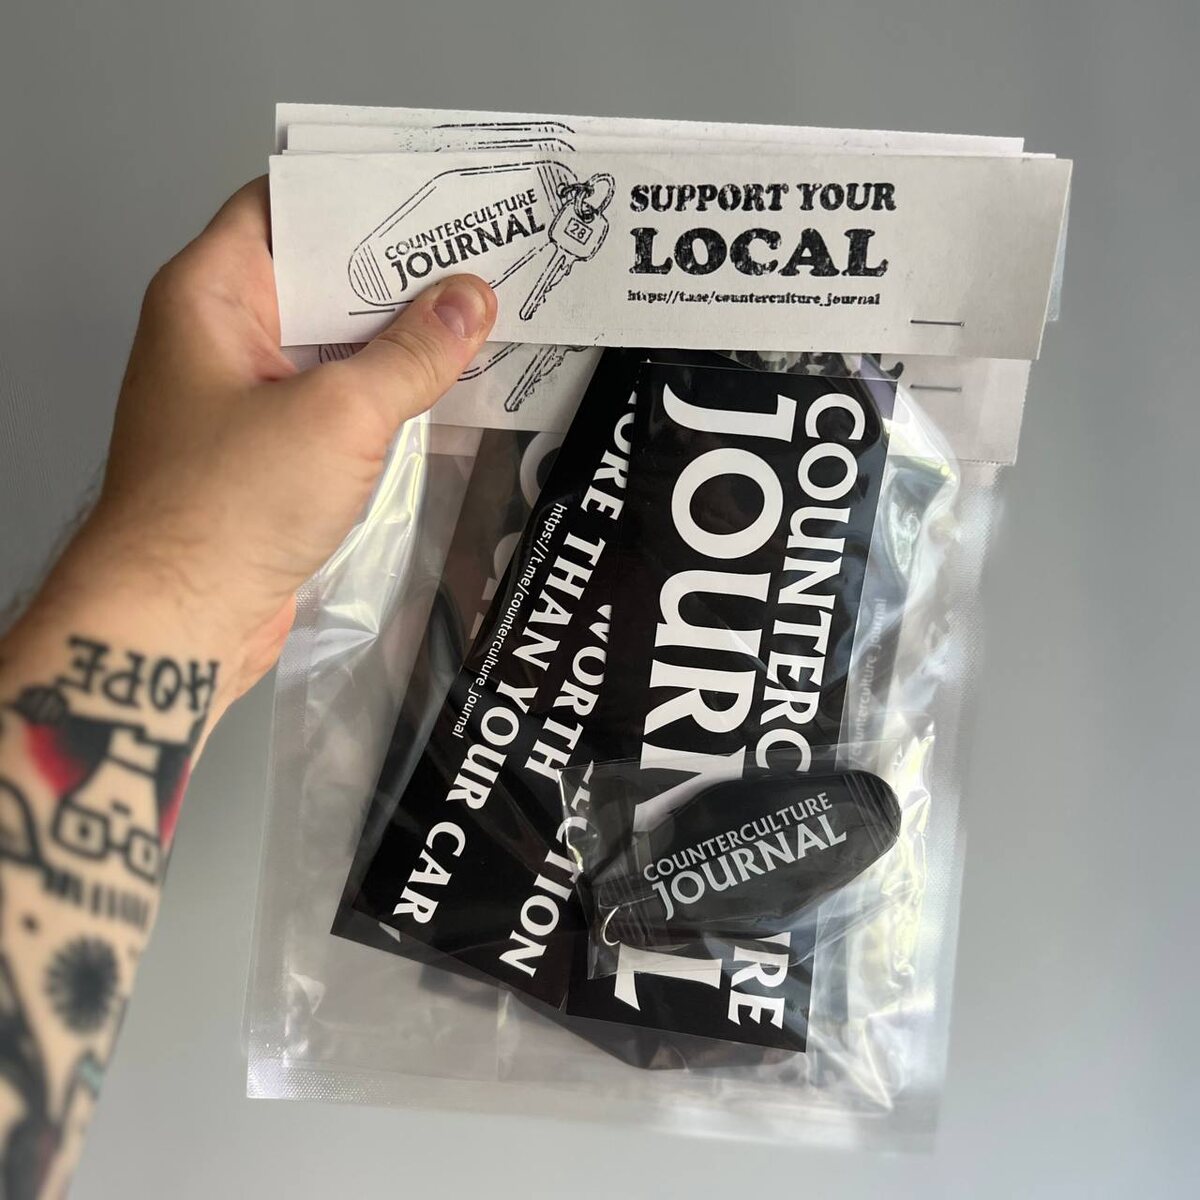 COUNTERCULTURE
JOURNAL
28
SUPPORT YOUR
LOCAL
https://t.me/counterculture_journal
COUNTERCULTURE
JOURNAL
WORTH
MORE THAN YOUR CAR
https://t.me/counterculture_journal
counterculture_journal
COUNTERCULTURE
JOURNAL
HOPE